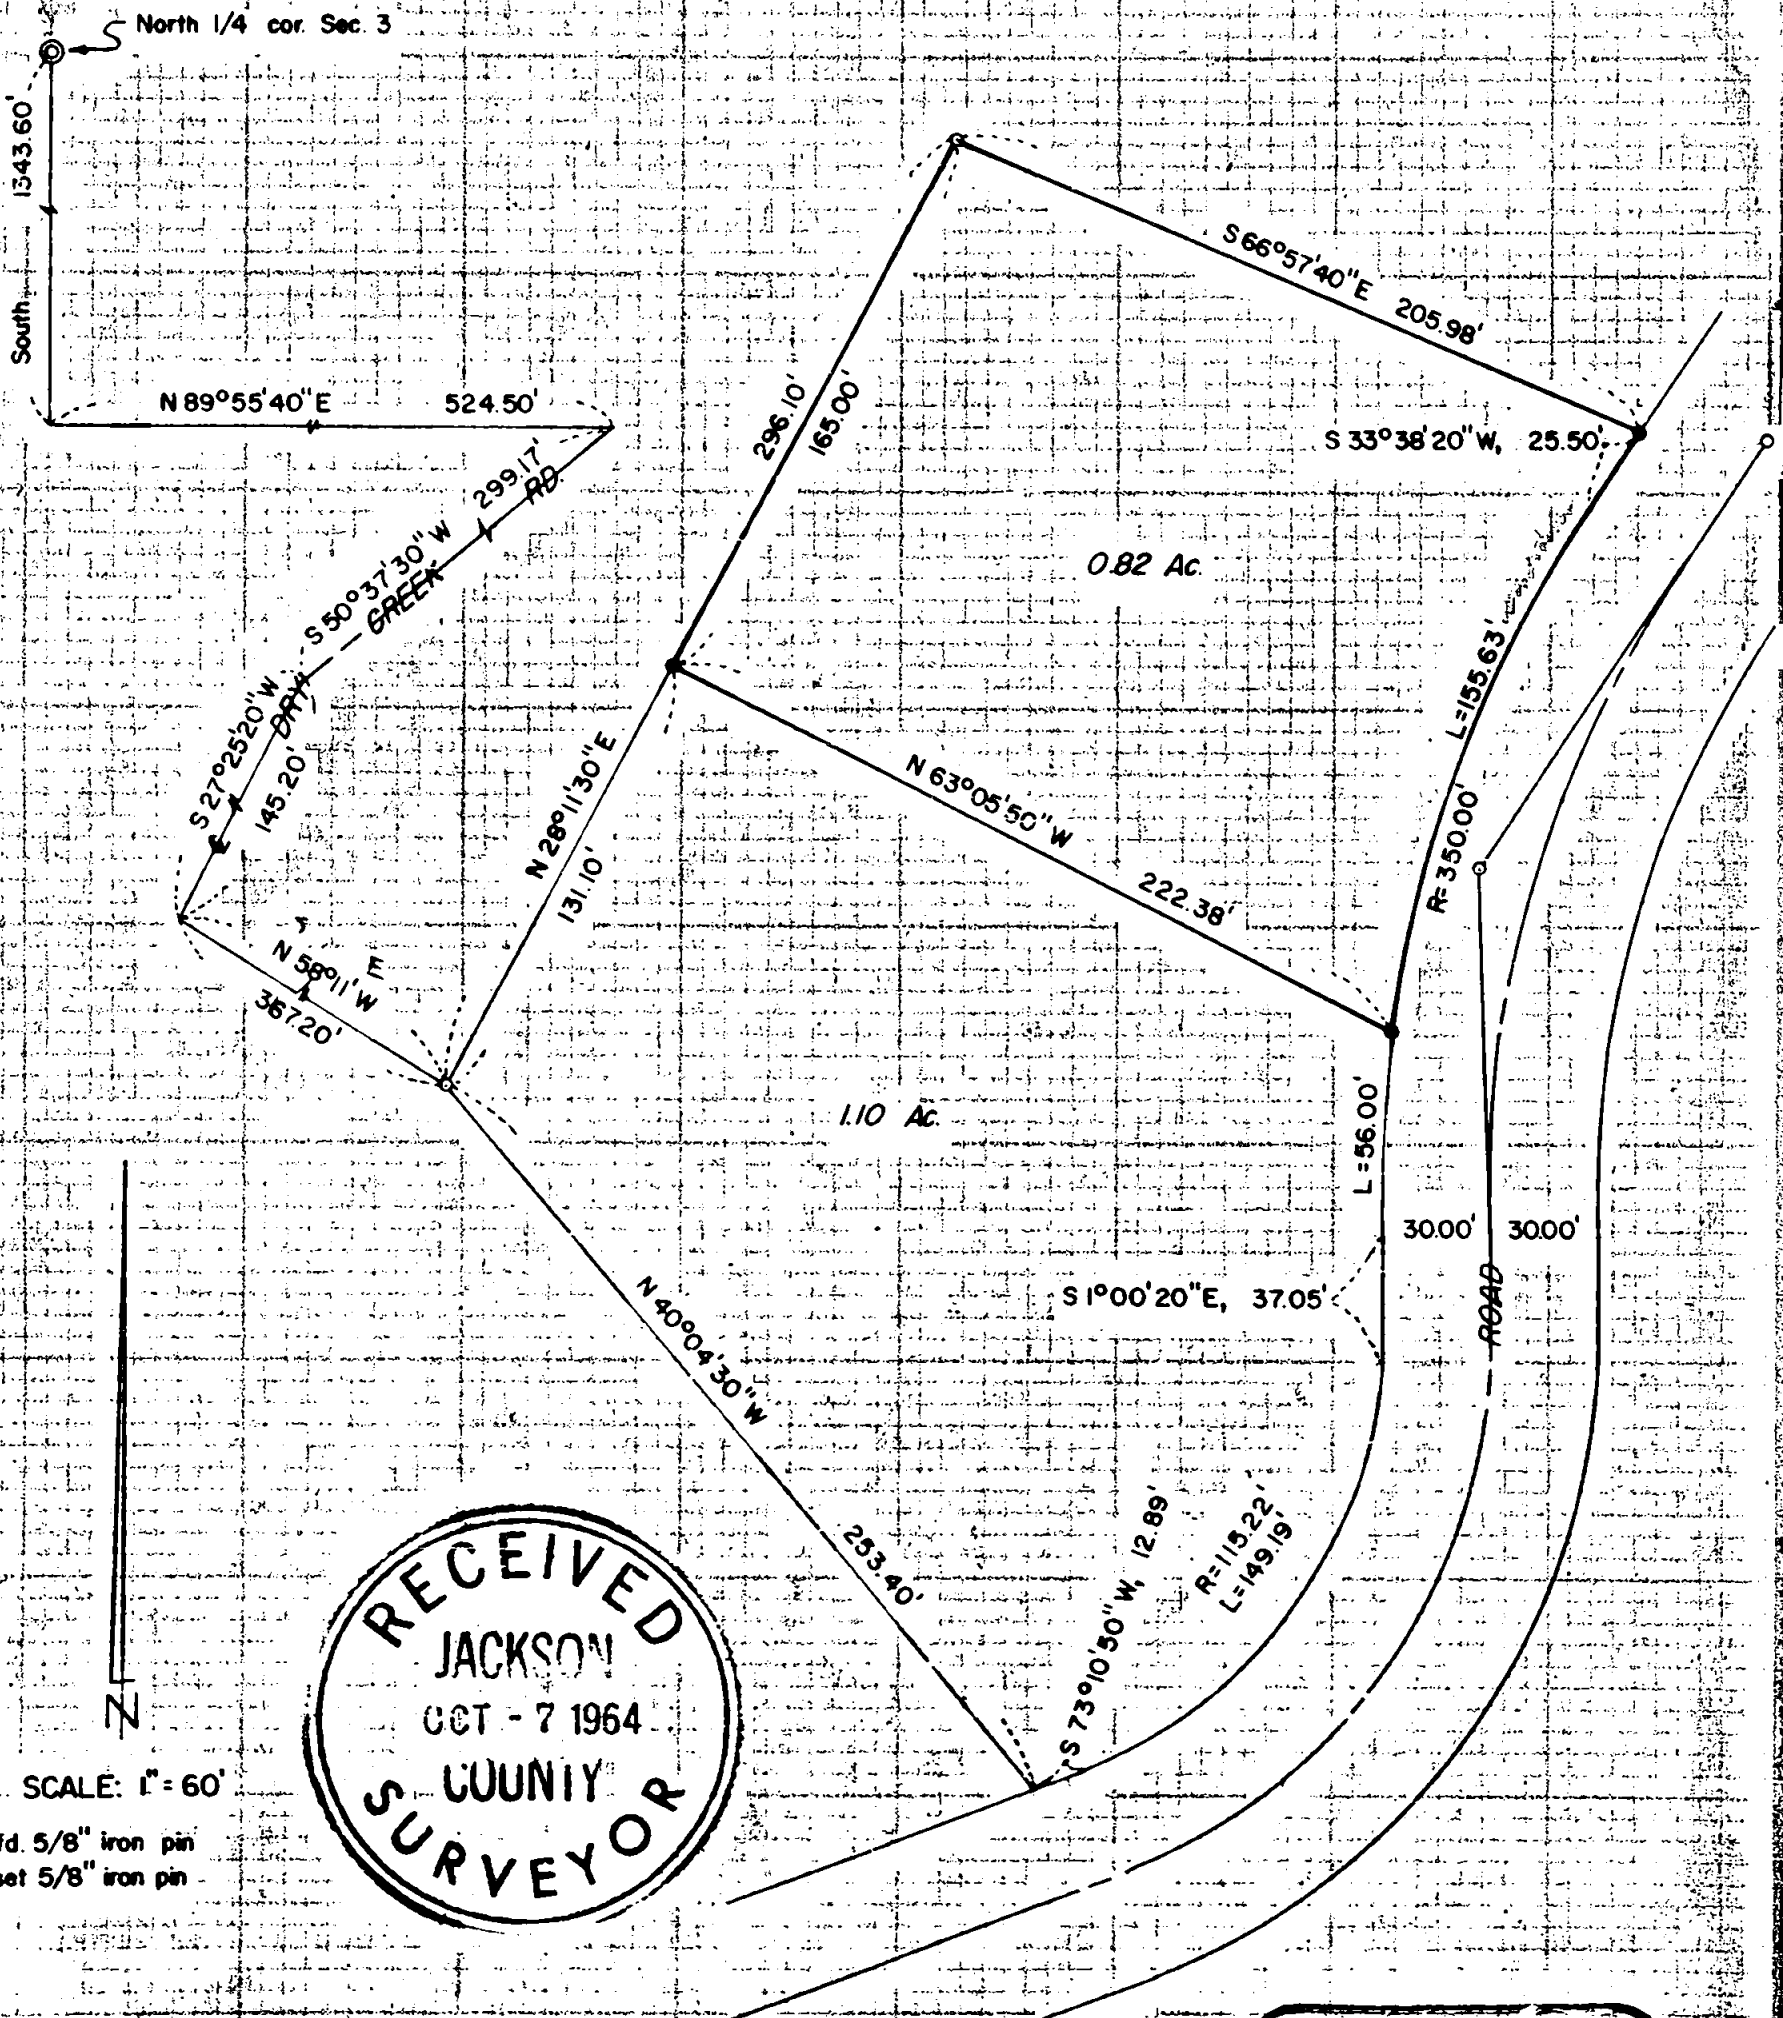 North 1/4 cor. Sec. 3
South 1343.60'
N 89°55'40" E 524.50'
S 50°37'30" W 299.17'
DRY CREEK RD.
S 27°25'20" W
145.20'
N 58°11' W
367.20'
E
S 66°57'40" E 205.98'
296.10'
165.00'
S 33°38'20" W, 25.50'
0.82 Ac.
L=155.63'
R=350.00'
N 28°11'30" E
131.10'
N 63°05'50" W 222.38'
1.10 Ac.
L=56.00'
30.00' 30.00'
S 1°00'20" E, 37.05'
ROAD
N 40°04'30" W 253.40'
R=115.22'
L=149.19'
S 73°10'50" W, 12.89'
N
SCALE: 1"=60'
fd. 5/8" iron pin
set 5/8" iron pin
RECEIVED
JACKSON
OCT - 7 1964
COUNTY
SURVEYOR